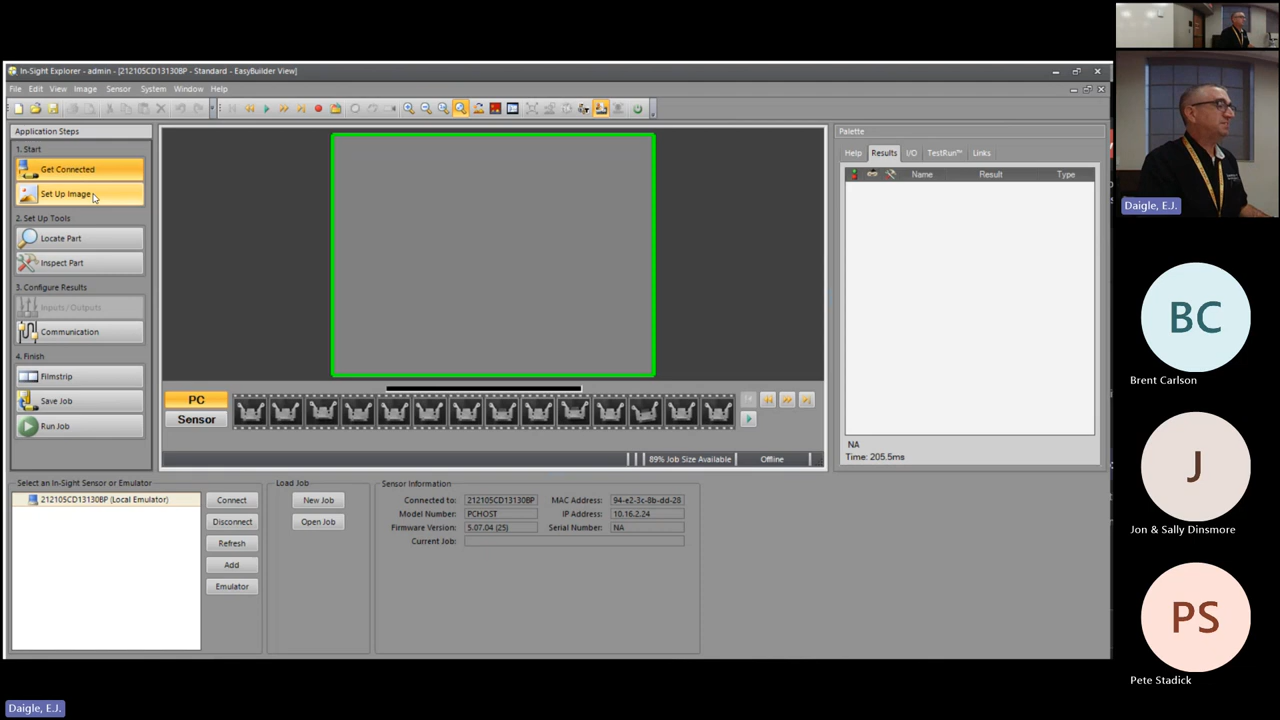 In-Sight Explorer - admin - [212105CD13130BP - Standard - EasyBuilder View]
File Edit View Image Sensor System Window Help
Application Steps
1. Start
Get Connected
Set Up Image
2. Set Up Tools
Locate Part
Inspect Part
3. Configure Results
Inputs/Outputs
Communication
4. Finish
Filmstrip
Save Job
Run Job
PC
Sensor
89% Job Size Available Offline
Palette
Help Results I/O TestRun™ Links
Name Result Type
NA
Time: 205.5ms
Select an In-Sight Sensor or Emulator
212105CD13130BP (Local Emulator)
Connect
Disconnect
Refresh
Add
Emulator
Load Job
New Job
Open Job
Sensor Information
Connected to: 212105CD13130BP MAC Address: 94-e2-3c-8b-dd-28
Model Number: PCHOST IP Address: 10.16.2.24
Firmware Version: 5.07.04 (25) Serial Number: NA
Current Job:
Daigle, E.J.
BC
Brent Carlson
J
Jon & Sally Dinsmore
PS
Pete Stadick
Daigle, E.J.